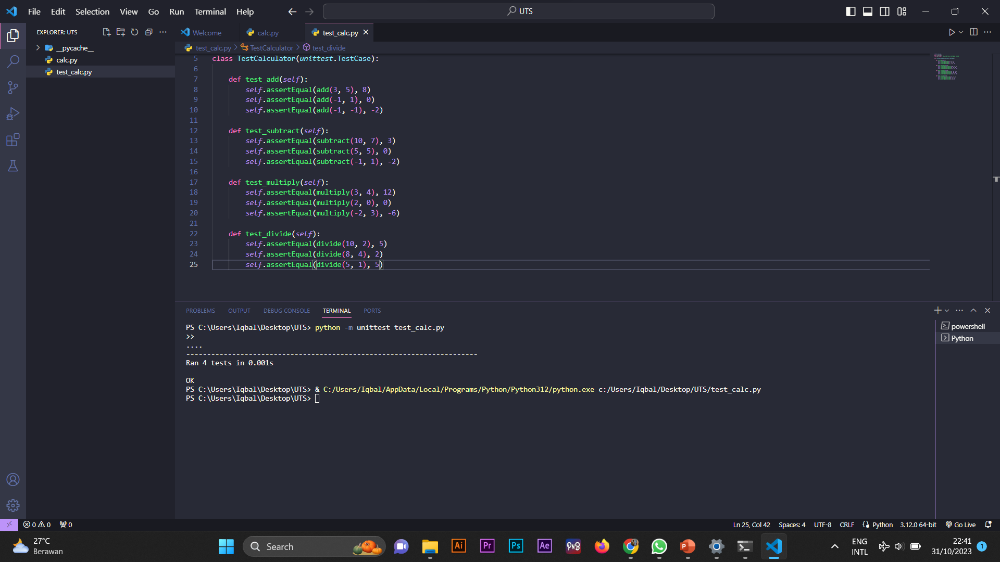 File Edit Selection View Go Run Terminal Help
UTS
EXPLORER: UTS
__pycache__
calc.py
test_calc.py
Welcome
calc.py
test_calc.py
test_calc.py > TestCalculator > test_divide
5 class TestCalculator(unittest.TestCase):
6
7 def test_add(self):
8 self.assertEqual(add(3, 5), 8)
9 self.assertEqual(add(-1, 1), 0)
10 self.assertEqual(add(-1, -1), -2)
11
12 def test_subtract(self):
13 self.assertEqual(subtract(10, 7), 3)
14 self.assertEqual(subtract(5, 5), 0)
15 self.assertEqual(subtract(-1, 1), -2)
16
17 def test_multiply(self):
18 self.assertEqual(multiply(3, 4), 12)
19 self.assertEqual(multiply(2, 0), 0)
20 self.assertEqual(multiply(-2, 3), -6)
21
22 def test_divide(self):
23 self.assertEqual(divide(10, 2), 5)
24 self.assertEqual(divide(8, 4), 2)
25 self.assertEqual(divide(5, 1), 5)
PROBLEMS OUTPUT DEBUG CONSOLE TERMINAL PORTS
PS C:\Users\Iqbal\Desktop\UTS> python -m unittest test_calc.py
>>
....
----------------------------------------------------------------------
Ran 4 tests in 0.001s
OK
PS C:\Users\Iqbal\Desktop\UTS> & C:/Users/Iqbal/AppData/Local/Programs/Python/Python312/python.exe c:/Users/Iqbal/Desktop/UTS/test_calc.py
PS C:\Users\Iqbal\Desktop\UTS>
powershell
Python
0 0 0
Ln 25, Col 42 Spaces: 4 UTF-8 CRLF Python 3.12.0 64-bit Go Live
27°C
Berawan
Search
Ai Pr Ps Ae PNB P
ENG
INTL
22:41
31/10/2023
1